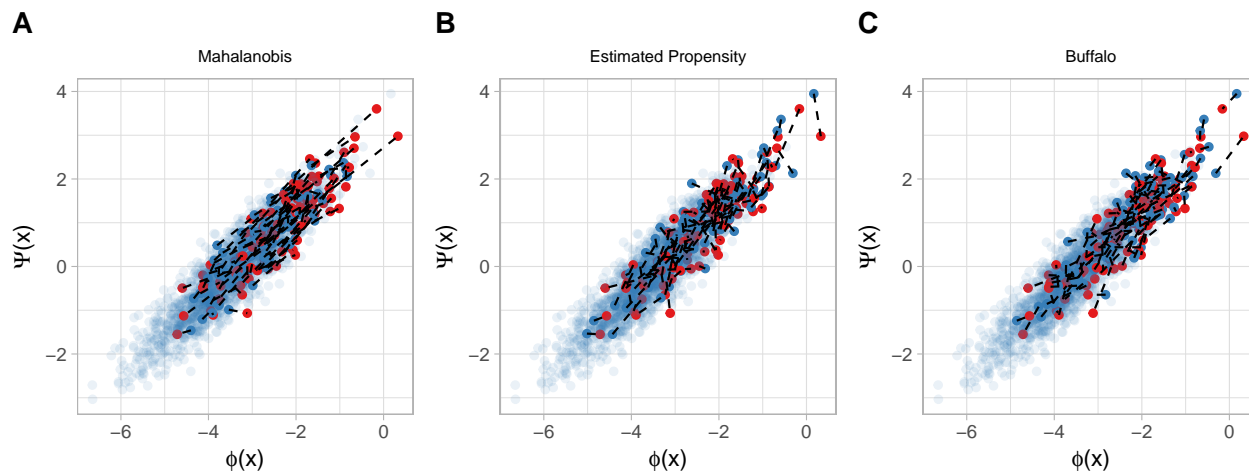 A
Mahalanobis
Ψ(x)
4
2
0
−2
−6
−4
−2
0
ϕ(x)
B
Estimated Propensity
Ψ(x)
4
2
0
−2
−6
−4
−2
0
ϕ(x)
C
Buffalo
Ψ(x)
4
2
0
−2
−6
−4
−2
0
ϕ(x)